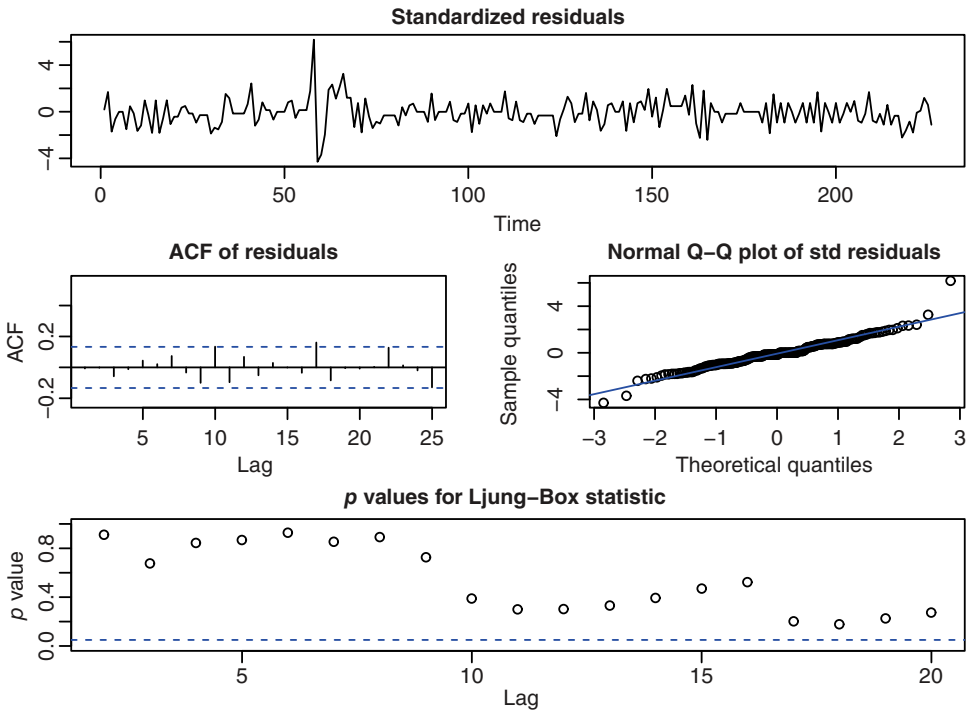 Standardized residuals
4
0
−4
0 50 100 150 200
Time
ACF of residuals
ACF
0.2
−0.2
5 10 15 20 25
Lag
Normal Q−Q plot of std residuals
Sample quantiles
4
0
−4
−3 −2 −1 0 1 2 3
Theoretical quantiles
p values for Ljung−Box statistic
p value
0.8
0.4
0.0
5 10 15 20
Lag